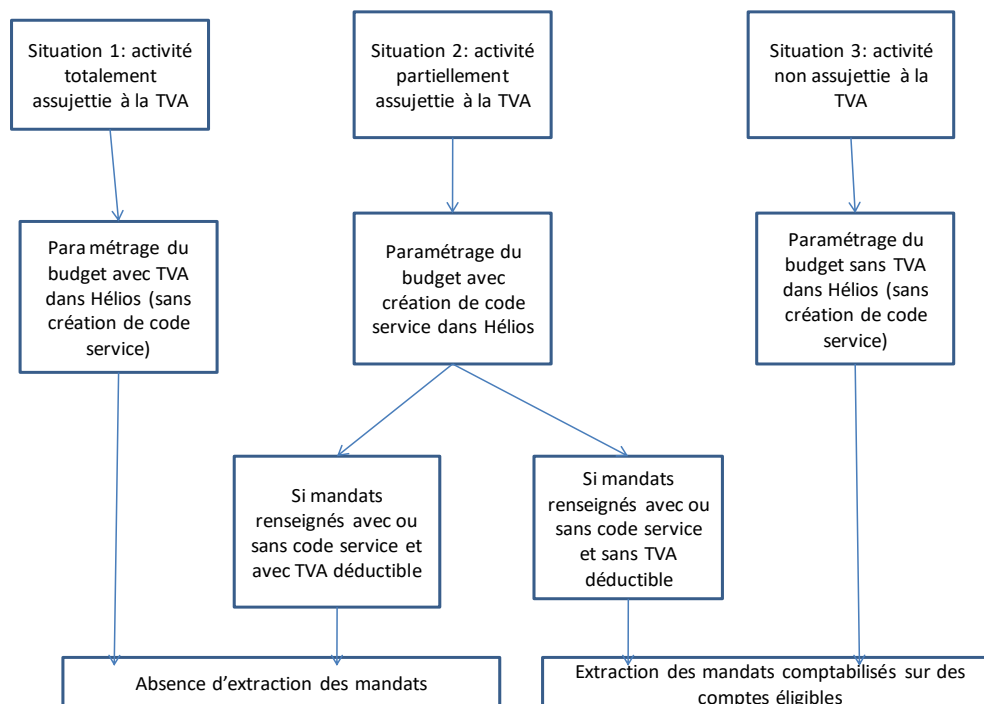 Situation 1: activité
totalement
assujettie à la TVA
Situation 2: activité
partiellement
assujettie à la TVA
Situation 3: activité
non assujettie à la
TVA
Para métrage du
budget avec TVA
dans Hélios (sans
création de code
service)
Paramétrage du
budget avec
création de code
service dans Hélios
Paramétrage du
budget sans TVA
dans Hélios (sans
création de code
service)
Si mandats
renseignés avec ou
sans code service et
avec TVA déductible
Si mandats
renseignés avec ou
sans code service
et sans TVA
déductible
Absence d'extraction des mandats
Extraction des mandats comptabilisés sur des
comptes éligibles